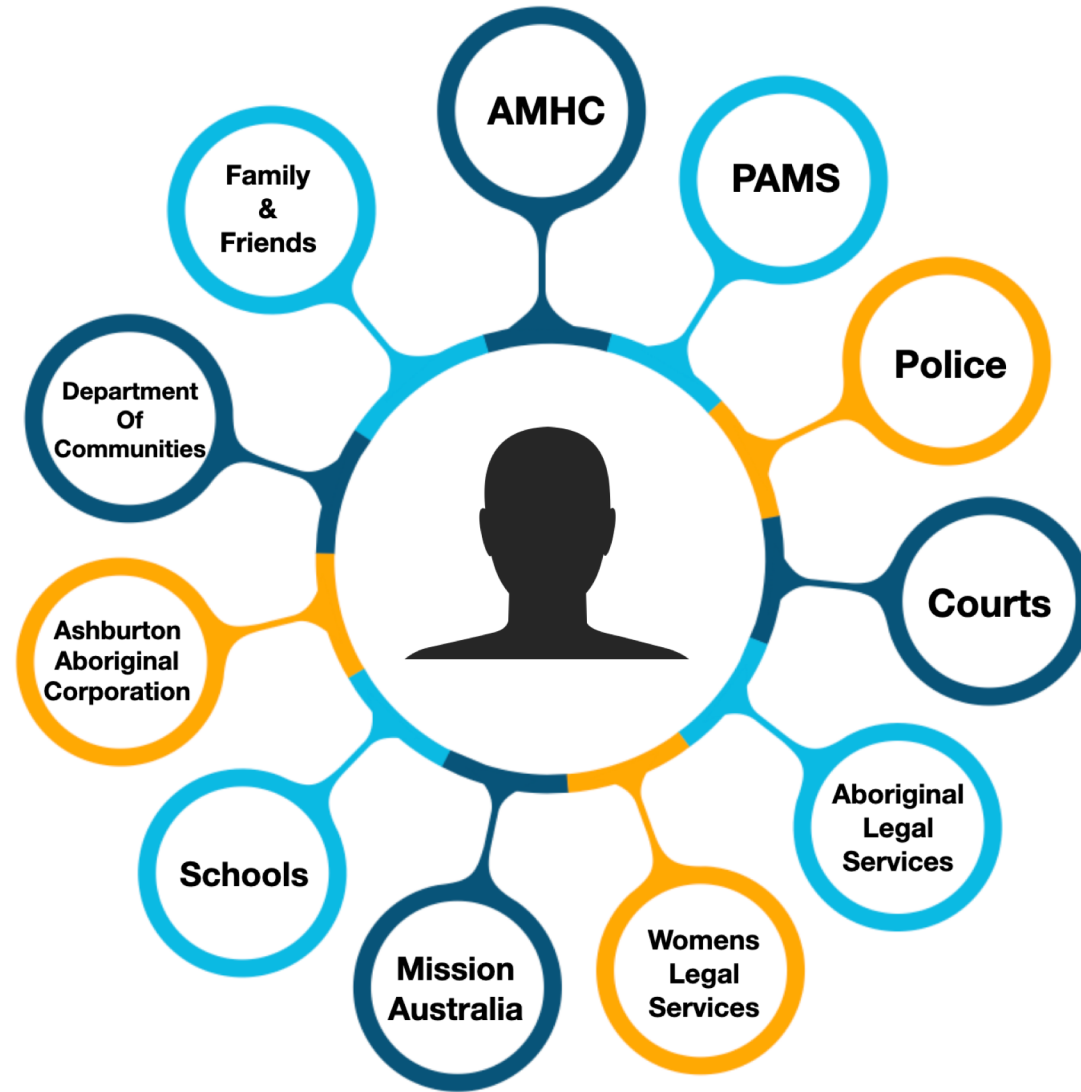 AMHC
PAMS
Police
Courts
Aboriginal
Legal
Services
Womens
Legal
Services
Mission
Australia
Schools
Ashburton
Aboriginal
Corporation
Department
Of
Communities
Family
&
Friends